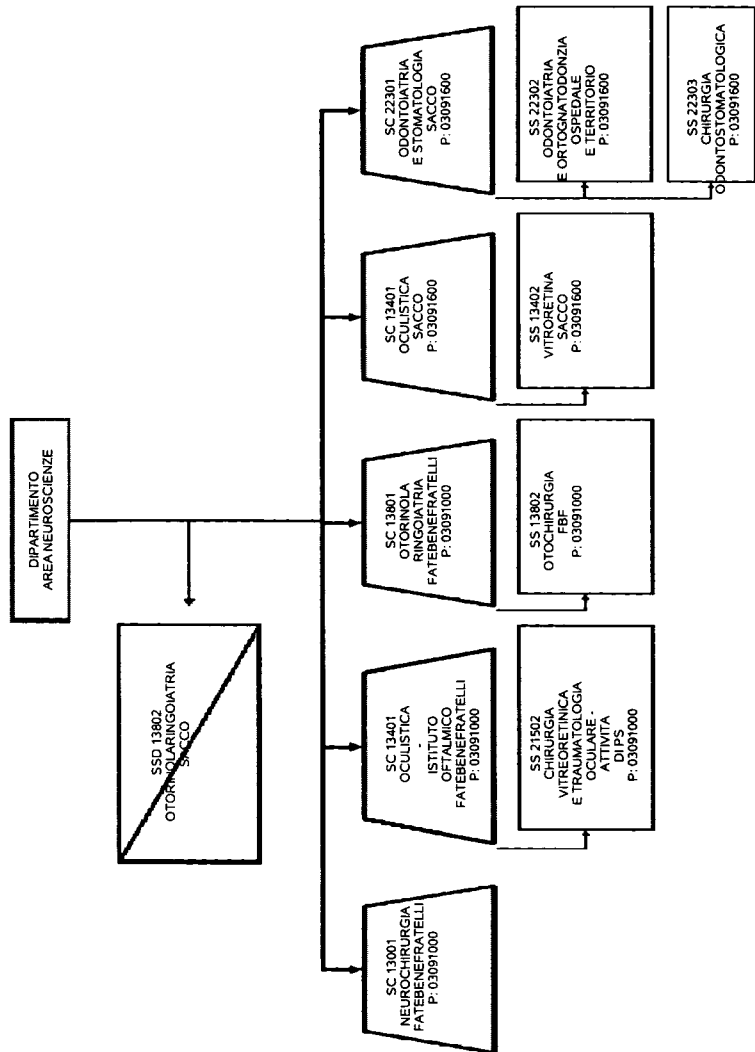 DIPARTIMENTO
AREA NEUROSCIENZE
SSD 13802
OTORINOLARINGOIATRIA
SACCO
SC 13001
NEUROCHIRURGIA
FATEBENEFRATELLI
P: 03091000
SC 13401
OCULISTICA
-
ISTITUTO
OFTALMICO
FATEBENEFRATELLI
P: 03091000
SS 21502
CHIRURGIA
VITREORETINICA
E TRAUMATOLOGIA
OCULARE -
ATTIVITA
DI PS
P: 03091000
SC 13801
OTORINOLA
RINGOIATRIA
FATEBENEFRATELLI
P: 03091000
SS 13802
OTOCHIRURGIA
FBF
P: 03091000
SC 13401
OCULISTICA
SACCO
P: 03091600
SS 13402
VITRORETINA
SACCO
P: 03091600
SC 22301
ODONTOIATRIA
E STOMATOLOGIA
SACCO
P: 03091600
SS 22302
ODONTOIATRIA
E ORTOGNATODONZIA
OSPEDALE
E TERRITORIO
P: 03091600
SS 22303
CHIRURGIA
ODONTOSTOMATOLOGICA
P: 03091600